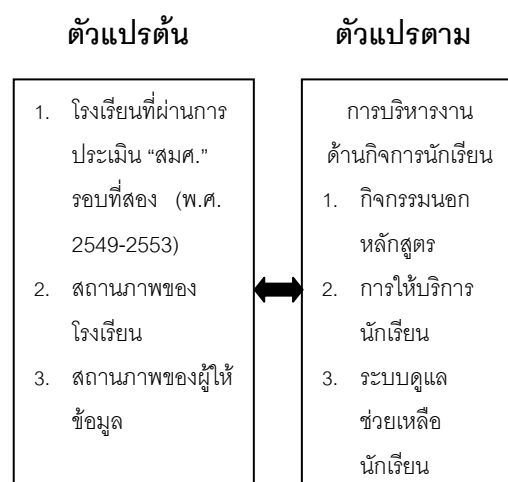 ตัวแปรต้น
1. โรงเรียนที่ผ่านการ
ประเมิน “สมศ.”
รอบที่สอง (พ.ศ.
2549-2553)
2. สถานภาพของ
โรงเรียน
3. สถานภาพของผู้ให้
ข้อมูล
ตัวแปรตาม
การบริหารงาน
ด้านกิจการนักเรียน
1. กิจกรรมนอก
หลักสูตร
2. การให้บริการ
นักเรียน
3. ระบบดูแล
ช่วยเหลือ
นักเรียน